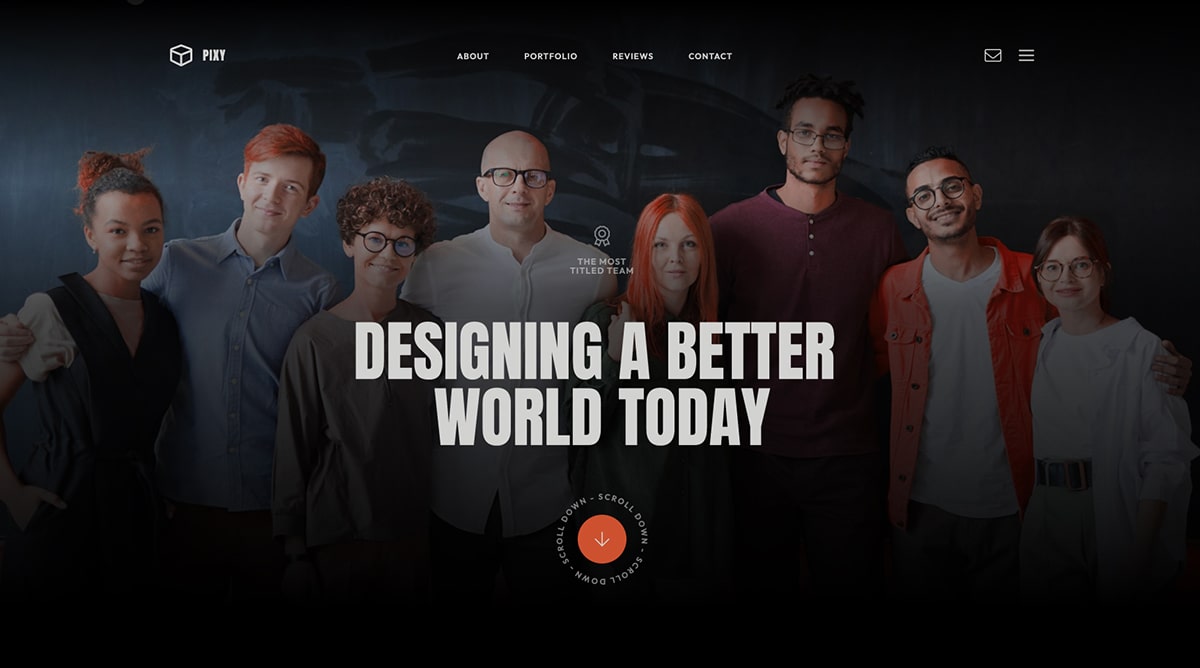 PIXY
ABOUT
PORTFOLIO
REVIEWS
CONTACT
THE MOST
TITLED TEAM
DESIGNING A BETTER
WORLD TODAY
SCROLL DOWN - SCROLL DOWN - SCROLL DOWN -